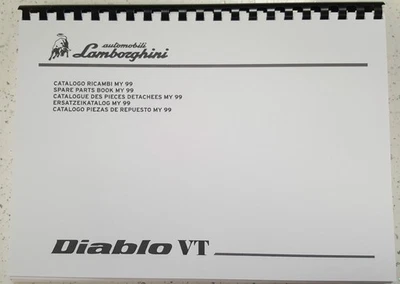 automobili
Lamborghini
CATALOGO RICAMBI MY 99
SPARE PARTS BOOK MY 99
CATALOGUE DES PIECES DETACHEES MY 99
ERSATZEIKATALOG MY 99
CATALOGO PIEZAS DE REPUESTO MY 99
Diablo VT